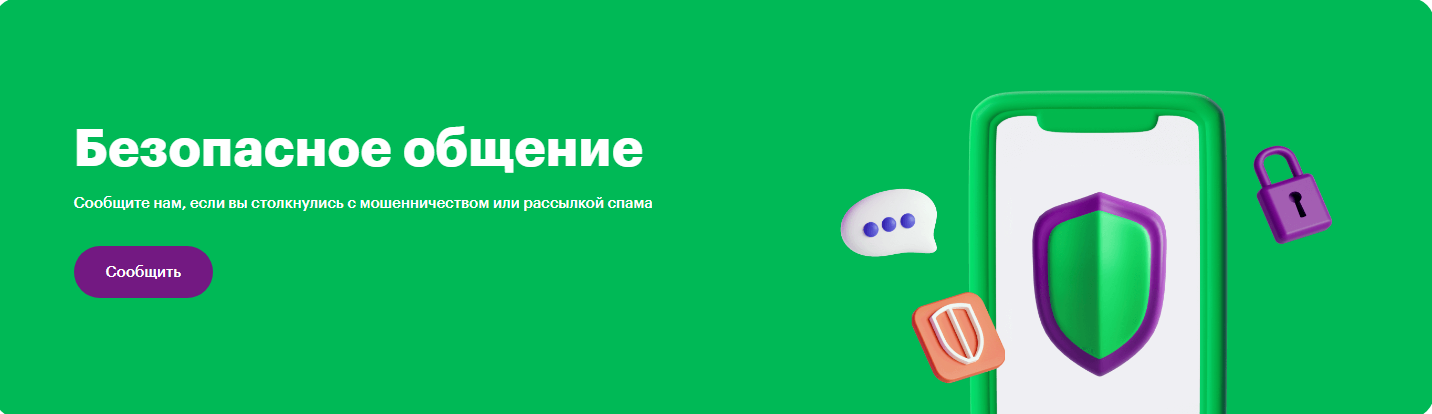 Безопасное общение
Сообщите нам, если вы столкнулись с мошенничеством или рассылкой спама
Сообщить